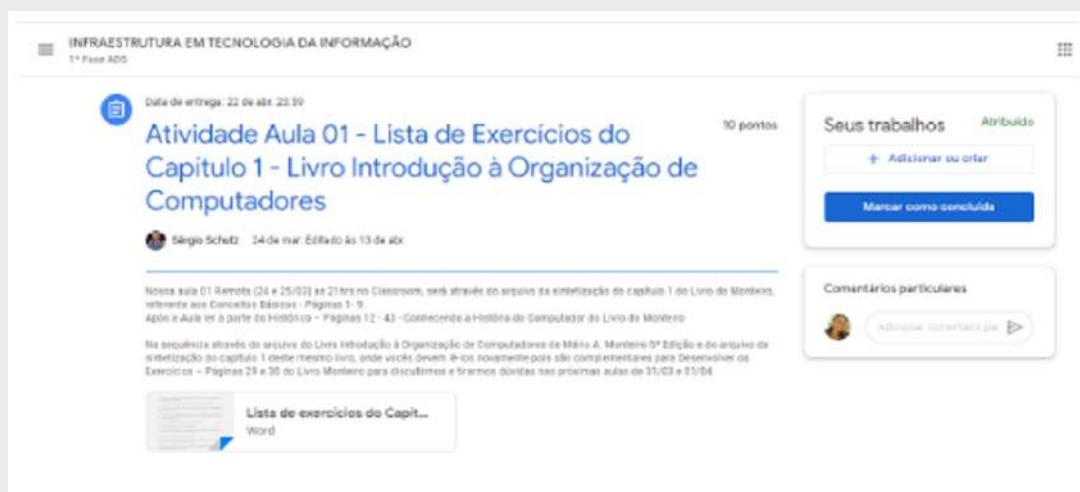 INFRAESTRUTURA EM TECNOLOGIA DA INFORMAÇÃO
1ª Fase ADS
Data de entrega: 22 de abr. 23:59
Atividade Aula 01 - Lista de Exercícios do
Capítulo 1 - Livro Introdução à Organização de
Computadores
10 pontos
Sérgio Schutz 24 de mar. Editado às 13 de abr.
Nossa aula 01 Remota (24 e 25/03) as 21hrs no Classroom, será através do arquivo da sintetização do capítulo 1 do Livro do Monteiro,
referente aos Conceitos Básicos - Páginas 1- 9.
Após a Aula ler a parte do Histórico – Páginas 12 - 43 -Conhecendo a História do Computador do Livro do Monteiro
Na sequência através do arquivo do Livro Introdução à Organização de Computadores de Mário A. Monteiro 5ª Edição e do arquivo da
sintetização do capítulo 1 deste mesmo livro, onde vocês devem lê-los novamente pois são complementares para Desenvolver os
Exercícios – Páginas 29 e 30 do Livro Monteiro para discutirmos e tirarmos dúvidas nas próximas aulas de 31/03 e 01/04
Lista de exercícios do Capít...
Word
Seus trabalhos Atribuído
+ Adicionar ou criar
Marcar como concluída
Comentários particulares
Adicionar comentário par